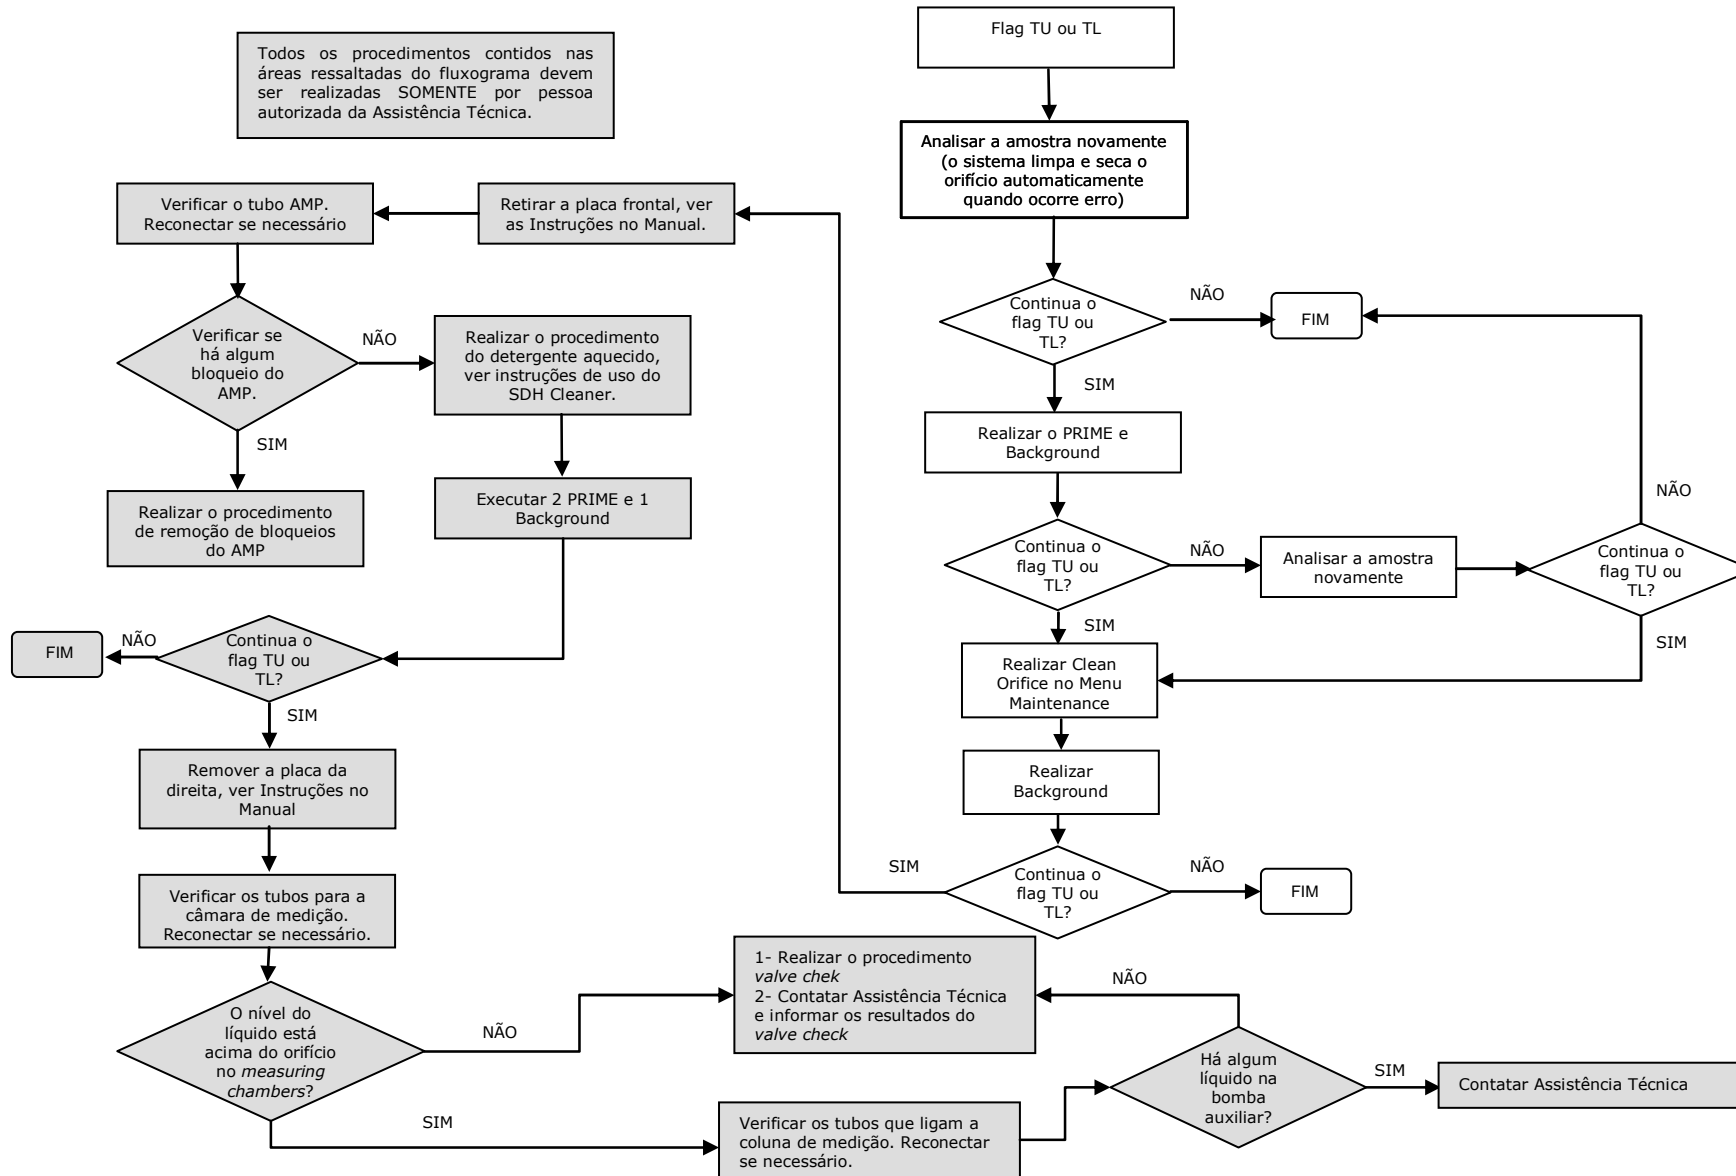 Todos os procedimentos contidos nas
áreas ressaltadas do fluxograma devem
ser realizadas SOMENTE por pessoa
autorizada da Assistência Técnica.
Flag TU ou TL
Analisar a amostra novamente
(o sistema limpa e seca o
orifício automaticamente
quando ocorre erro)
Continua o
flag TU ou
TL?
NÃO
FIM
SIM
Realizar o PRIME e
Background
Continua o
flag TU ou
TL?
NÃO
Analisar a amostra
novamente
Continua o
flag TU ou
TL?
NÃO
SIM
SIM
Realizar Clean
Orifice no Menu
Maintenance
Realizar
Background
Continua o
flag TU ou
TL?
NÃO
FIM
SIM
Retirar a placa frontal, ver
as Instruções no Manual.
Verificar o tubo AMP.
Reconectar se necessário
Verificar se
há algum
bloqueio do
AMP.
NÃO
SIM
Realizar o procedimento
de remoção de bloqueios
do AMP
Realizar o procedimento
do detergente aquecido,
ver instruções de uso do
SDH Cleaner.
Executar 2 PRIME e 1
Background
Continua o
flag TU ou
TL?
NÃO
FIM
SIM
Remover a placa da
direita, ver Instruções no
Manual
Verificar os tubos para a
câmara de medição.
Reconectar se necessário.
O nível do
líquido está
acima do orifício
no measuring
chambers?
NÃO
1- Realizar o procedimento
valve chek
2- Contatar Assistência Técnica
e informar os resultados do
valve check
SIM
Verificar os tubos que ligam a
coluna de medição. Reconectar
se necessário.
Há algum
líquido na
bomba
auxiliar?
NÃO
SIM
Contatar Assistência Técnica